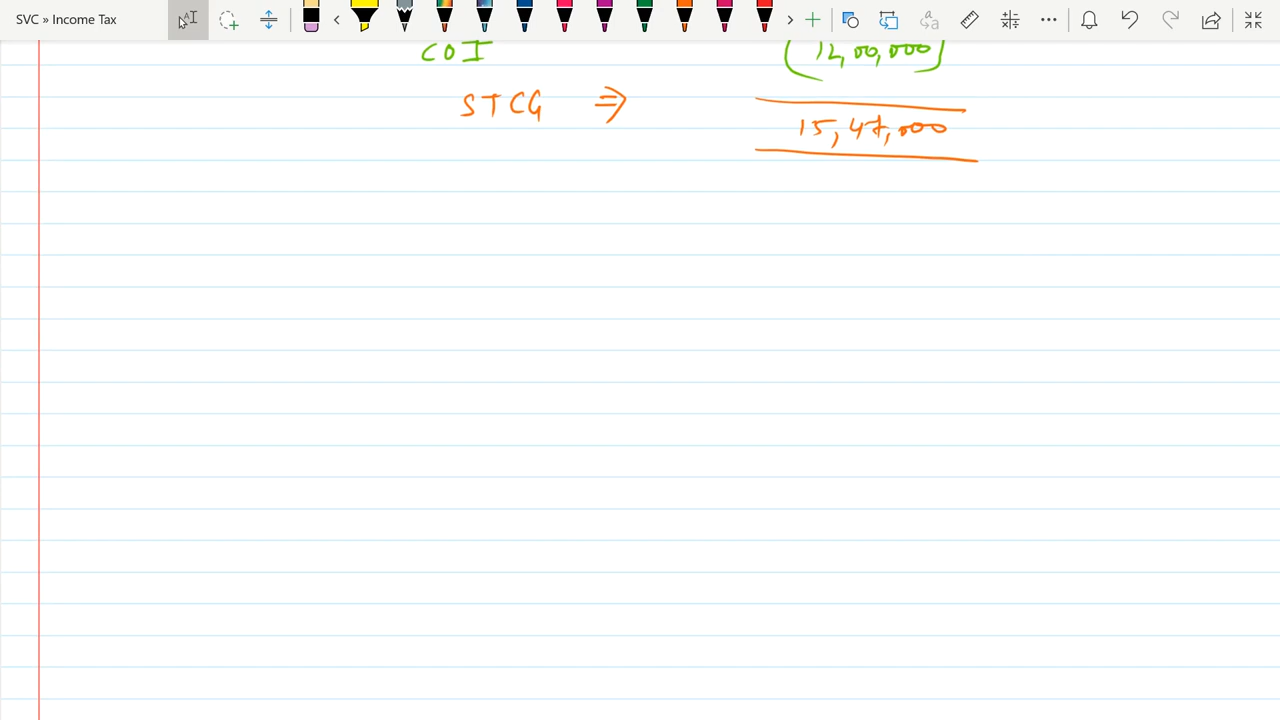 SVC » Income Tax
COI (12,00,000)
STCG ⇒
15,47,000